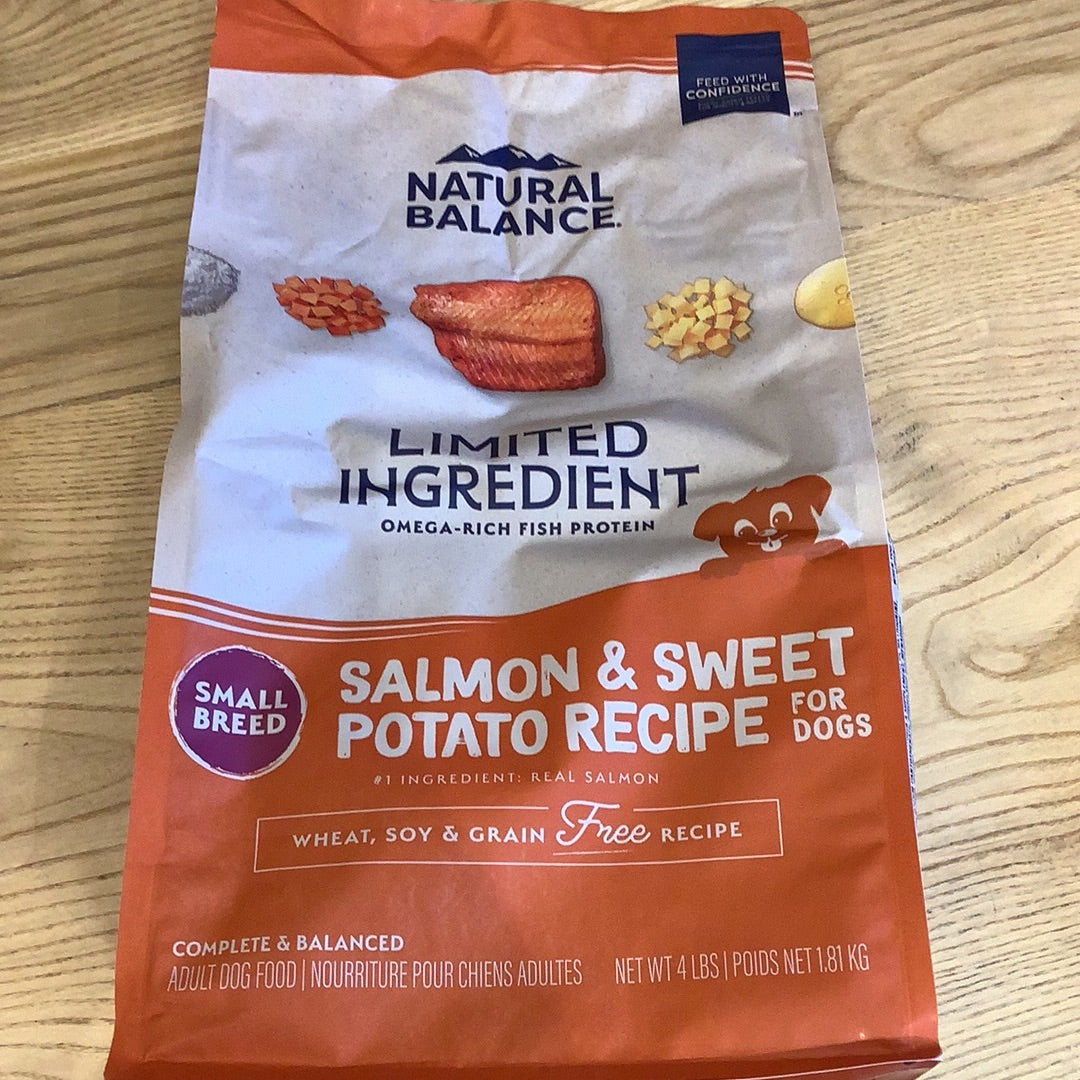 FEED WITH
CONFIDENCE
NATURAL
BALANCE
LIMITED
INGREDIENT
OMEGA-RICH FISH PROTEIN
SMALL
BREED
SALMON & SWEET
POTATO RECIPE FOR DOGS
#1 INGREDIENT: REAL SALMON
WHEAT, SOY & GRAIN Free RECIPE
COMPLETE & BALANCED
ADULT DOG FOOD | NOURRITURE POUR CHIENS ADULTES NET WT 4 LBS | POIDS NET 1.81 KG